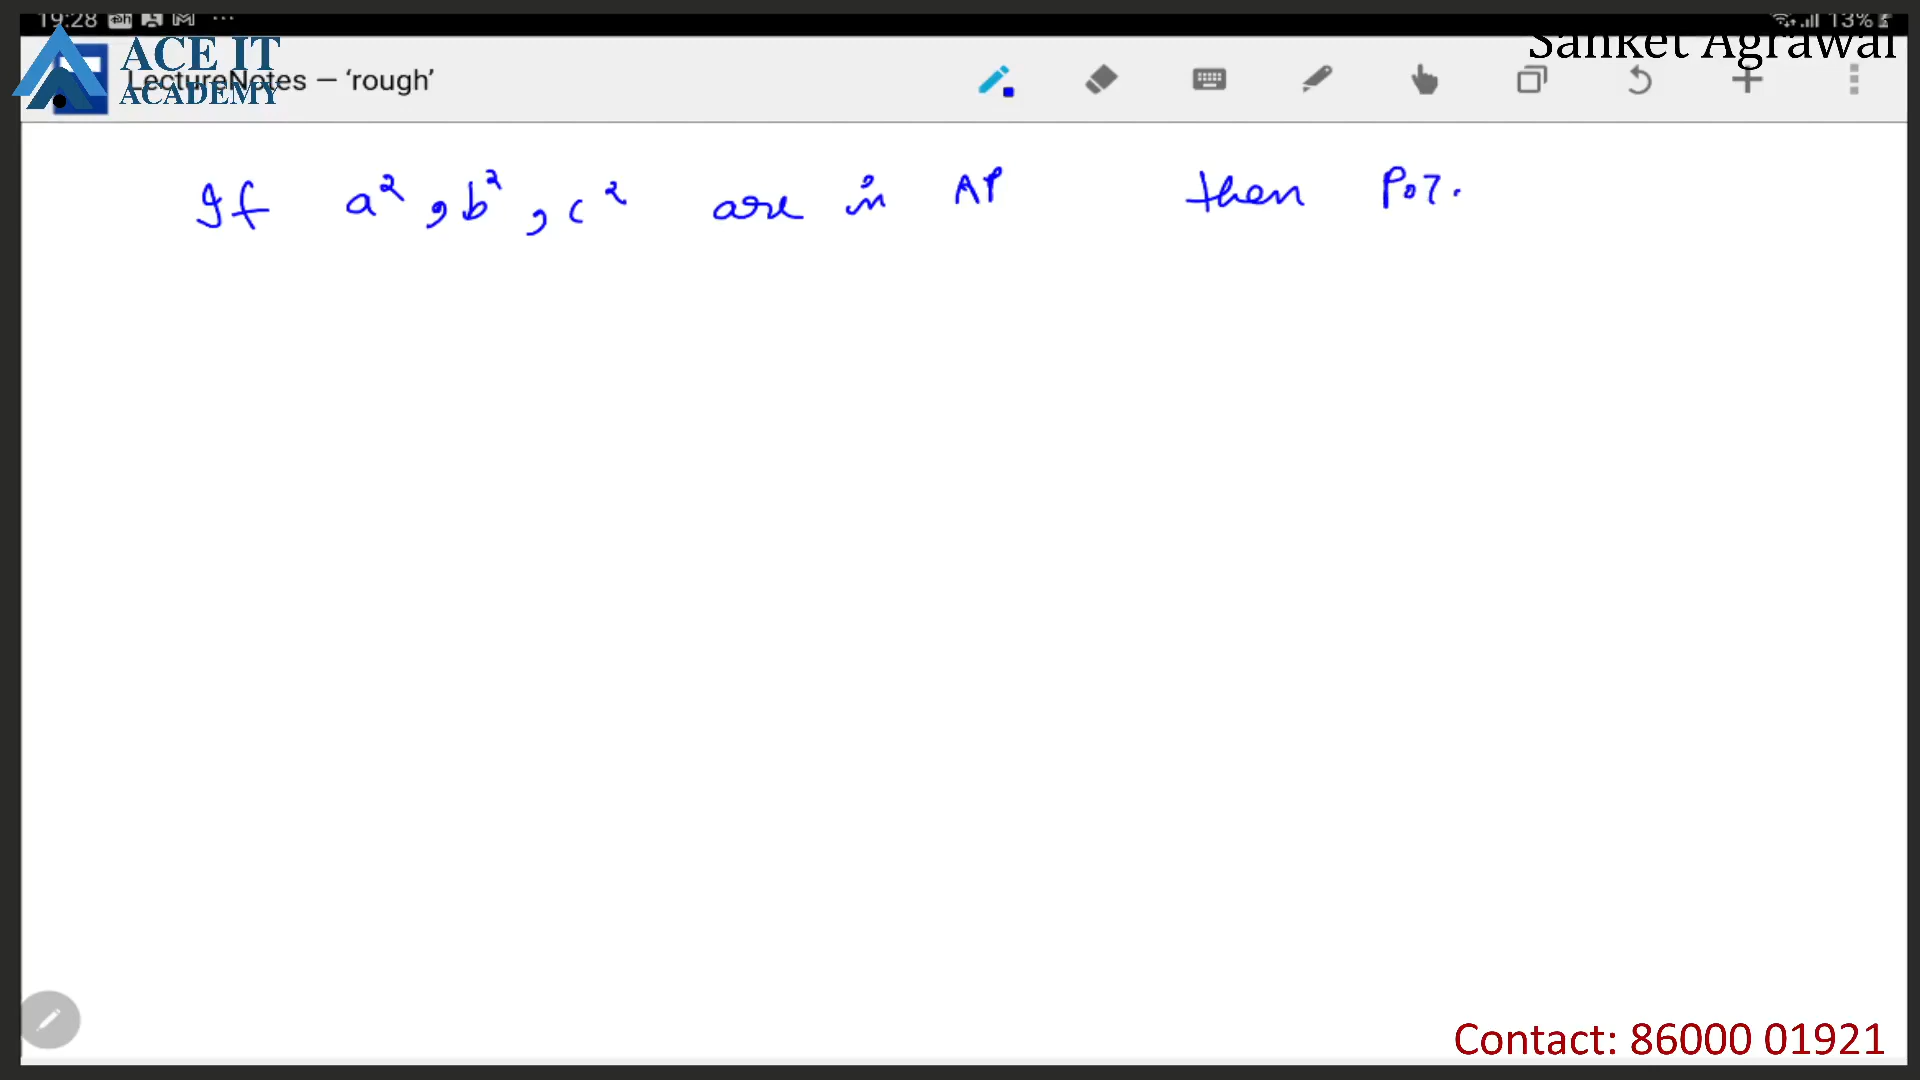 19:28 ... 13%
Sanket Agrawal
ACE IT
ACADEMY
LectureNotes — ‘rough’
If a², b², c² are in AP then P.o7.
Contact: 86000 01921